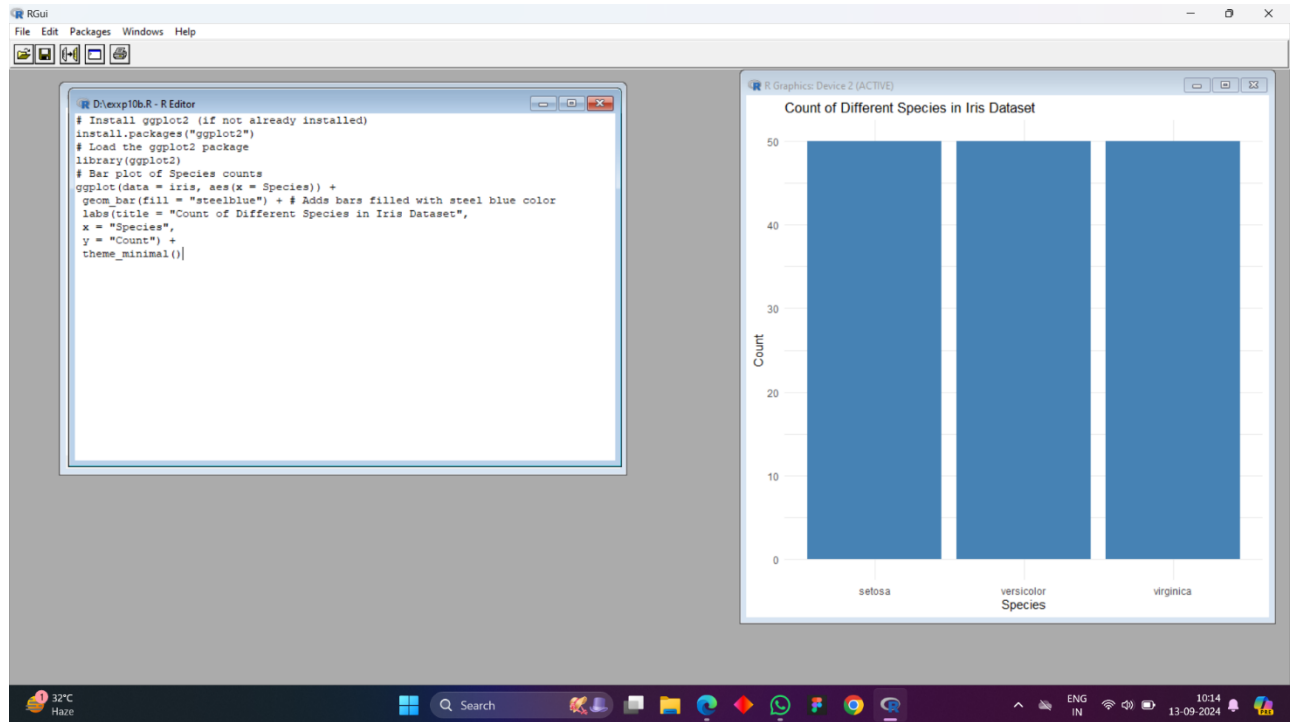 RGui
File Edit Packages Windows Help
D:\exxp10b.R - R Editor
# Install ggplot2 (if not already installed)
install.packages("ggplot2")
# Load the ggplot2 package
library(ggplot2)
# Bar plot of Species counts
ggplot(data = iris, aes(x = Species)) +
 geom_bar(fill = "steelblue") + # Adds bars filled with steel blue color
 labs(title = "Count of Different Species in Iris Dataset",
 x = "Species",
 y = "Count") +
 theme_minimal()
R Graphics: Device 2 (ACTIVE)
Count of Different Species in Iris Dataset
50
40
30
20
10
0
Count
setosa versicolor virginica
Species
1
32°C
Haze
Search
ENG
IN
10:14
13-09-2024